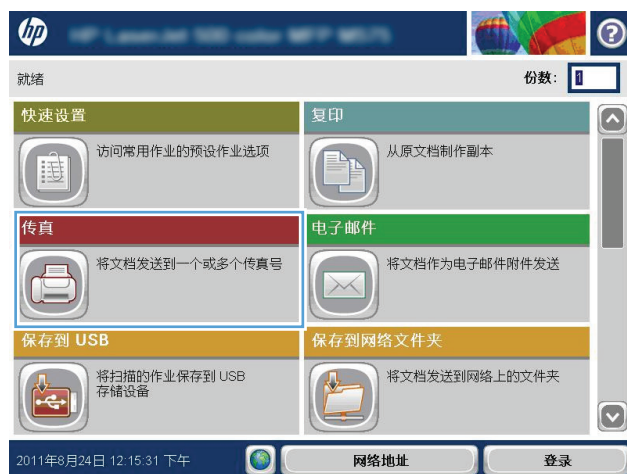 hp
就绪
份数: 1
快速设置
访问常用作业的预设作业选项
复印
从原文档制作副本
传真
将文档发送到一个或多个传真号
电子邮件
将文档作为电子邮件附件发送
保存到 USB
将扫描的作业保存到 USB
存储设备
保存到网络文件夹
将文档发送到网络上的文件夹
2011年8月24日 12:15:31 下午
网络地址
登录